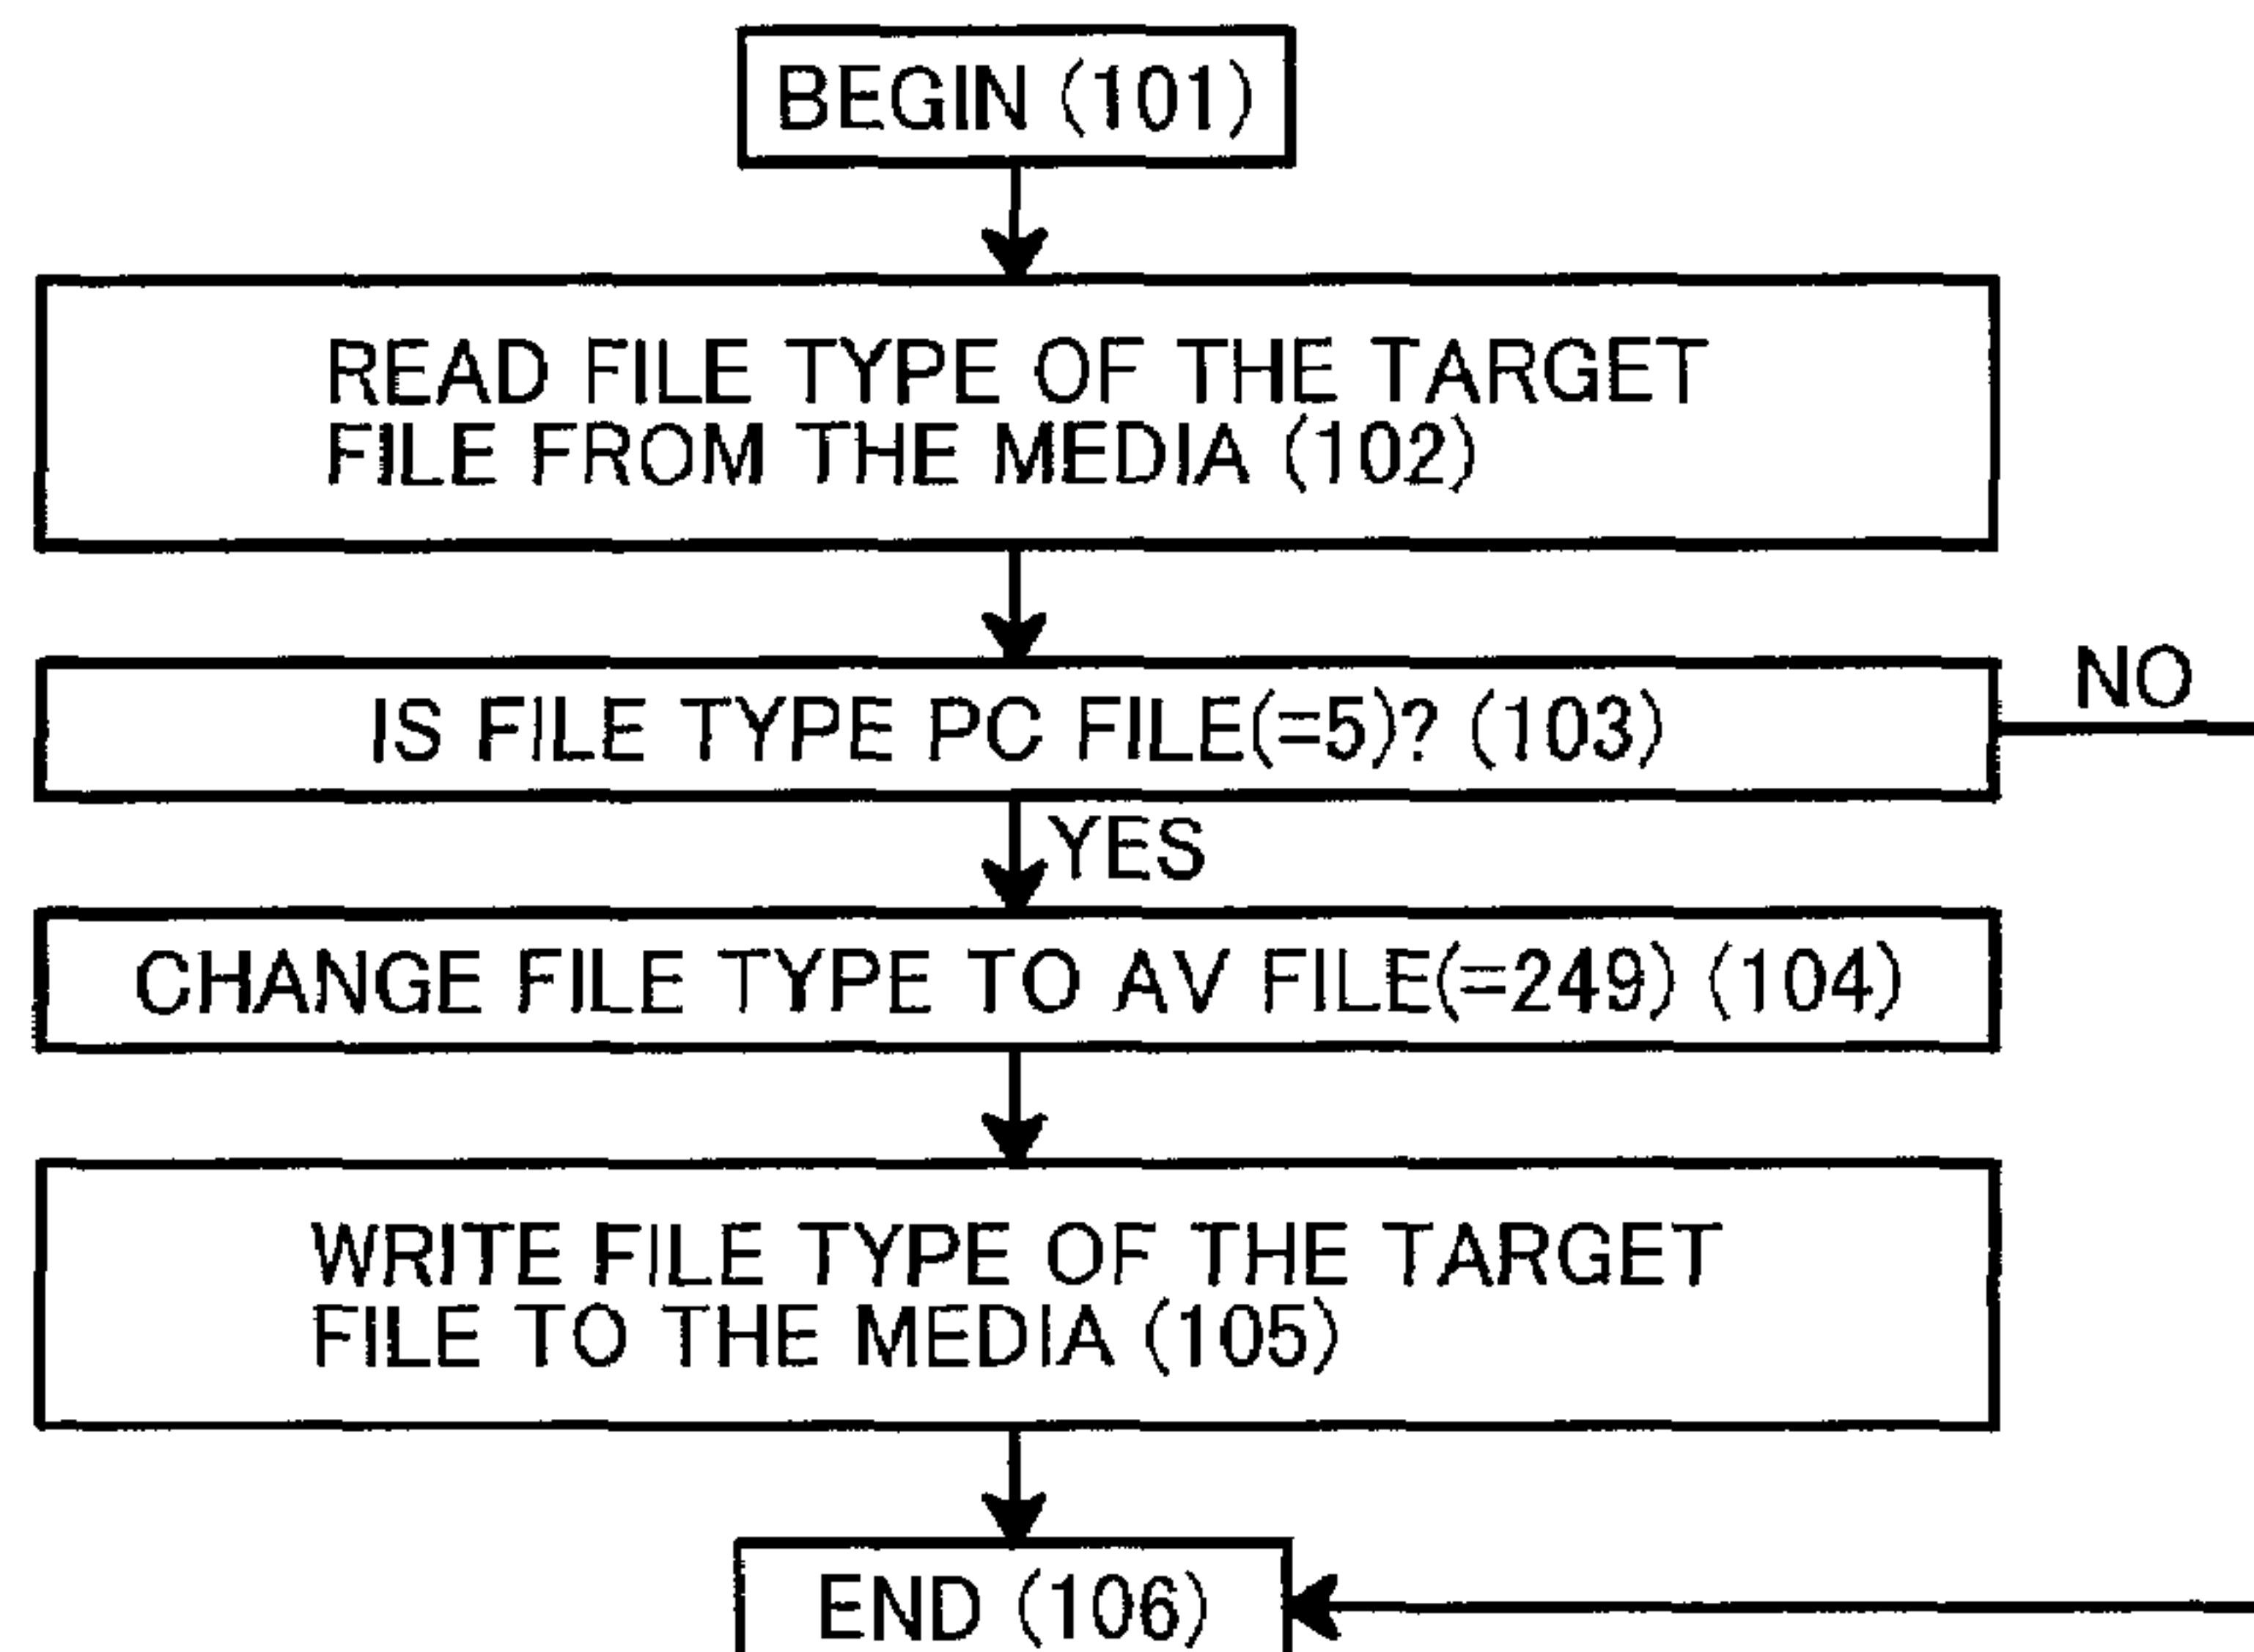 BEGIN (101)
READ FILE TYPE OF THE TARGET
FILE FROM THE MEDIA (102)
IS FILE TYPE PC FILE(=5)? (103)
NO
YES
CHANGE FILE TYPE TO AV FILE(=249) (104)
WRITE FILE TYPE OF THE TARGET
FILE TO THE MEDIA (105)
END (106)